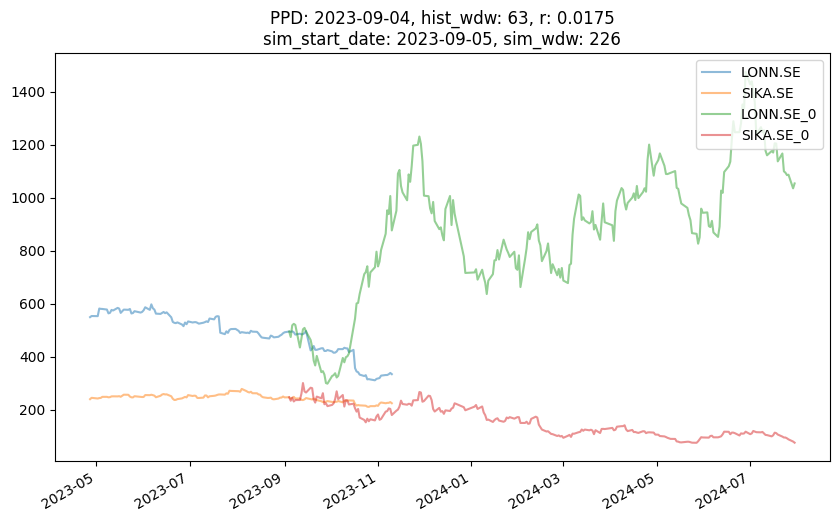 PPD: 2023-09-04, hist_wdw: 63, r: 0.0175
sim_start_date: 2023-09-05, sim_wdw: 226
LONN.SE
SIKA.SE
LONN.SE_0
SIKA.SE_0
1400
1200
1000
800
600
400
200
2023-05
2023-07
2023-09
2023-11
2024-01
2024-03
2024-05
2024-07